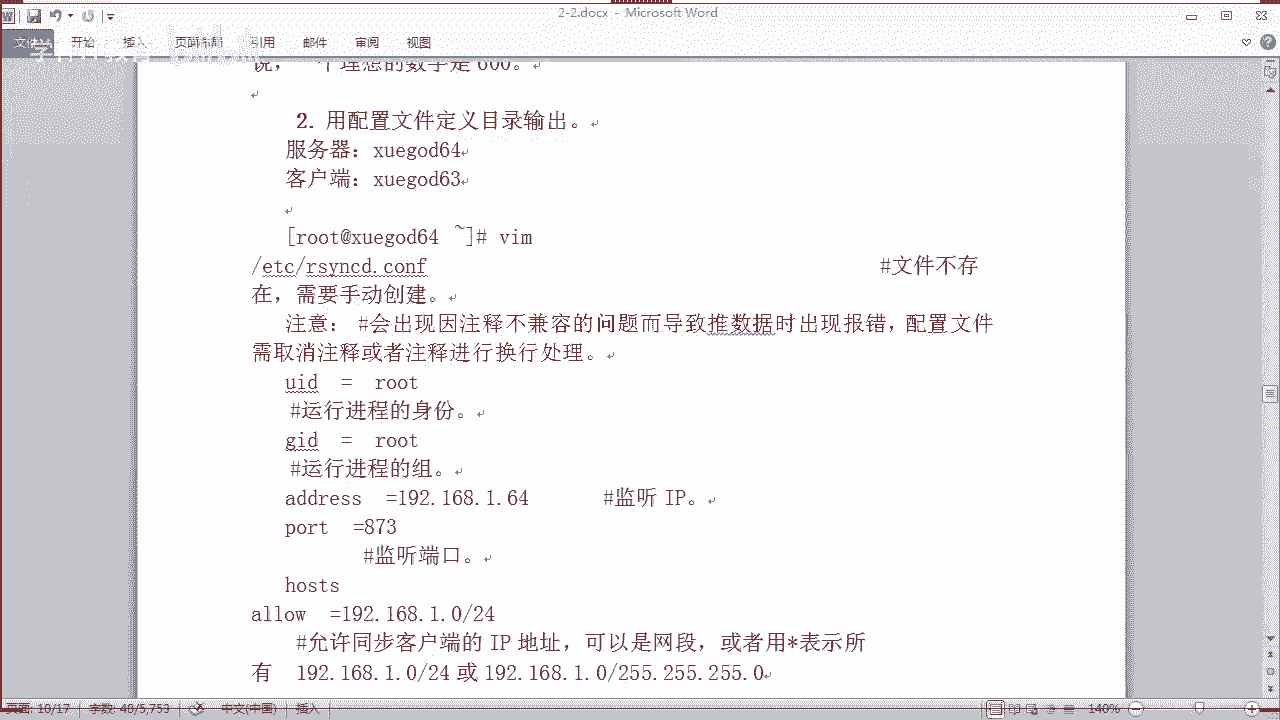 2-2.docx - Microsoft Word
文件 开始 插入 页面布局 引用 邮件 审阅 视图
说，一个理想的数字是 600。
2. 用配置文件定义目录输出。
服务器：xuegod64
客户端：xuegod63
[root@xuegod64 ~]# vim
/etc/rsyncd.conf #文件不存
在，需要手动创建。
注意： #会出现因注释不兼容的问题而导致推数据时出现报错，配置文件
需取消注释或者注释进行换行处理。
uid = root
#运行进程的身份。
gid = root
#运行进程的组。
address =192.168.1.64 #监听 IP。
port =873
#监听端口。
hosts
allow =192.168.1.0/24
#允许同步客户端的 IP 地址，可以是网段，或者用*表示所
有 192.168.1.0/24 或 192.168.1.0/255.255.255.0
页面: 10/17 字数: 40/5,753 中文(中国) 插入 140%